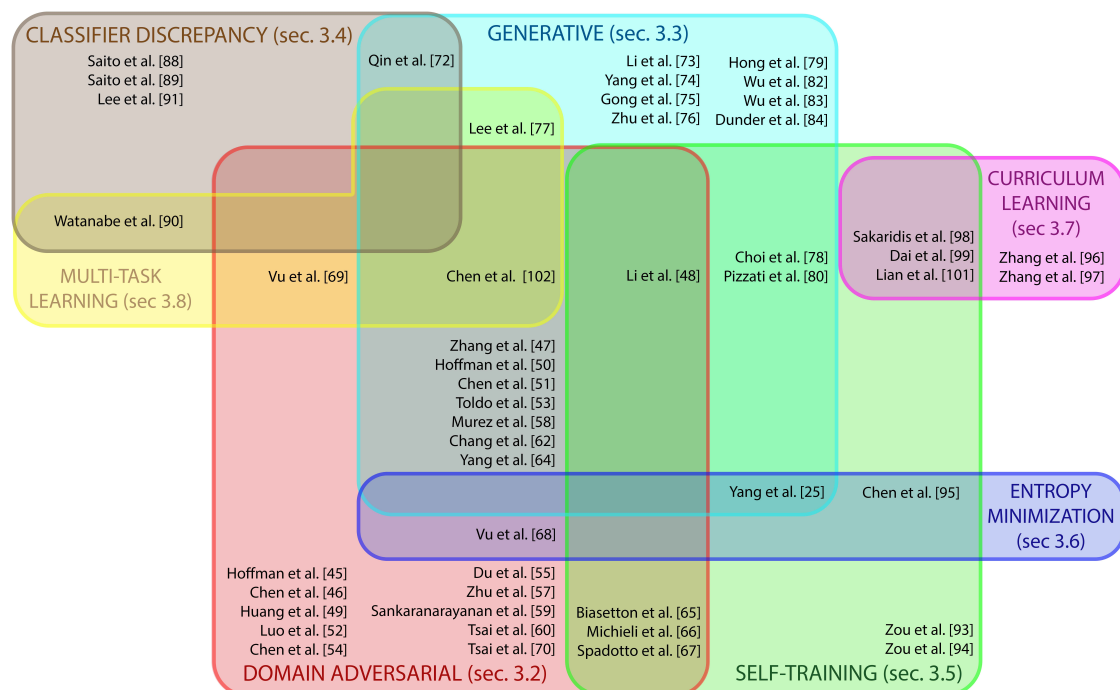 CLASSIFIER DISCREPANCY (sec. 3.4)
Saito et al. [88]
Saito et al. [89]
Lee et al. [91]
Qin et al. [72]
GENERATIVE (sec. 3.3)
Li et al. [73]
Yang et al. [74]
Gong et al. [75]
Zhu et al. [76]
Hong et al. [79]
Wu et al. [82]
Wu et al. [83]
Dunder et al. [84]
Lee et al. [77]
Watanabe et al. [90]
MULTI-TASK
LEARNING (sec 3.8)
Vu et al. [69]
Chen et al.  [102]
Li et al. [48]
Choi et al. [78]
Pizzati et al. [80]
CURRICULUM
LEARNING
(sec 3.7)
Sakaridis et al. [98]
Dai et al. [99]
Lian et al. [101]
Zhang et al. [96]
Zhang et al. [97]
Zhang et al. [47]
Hoffman et al. [50]
Chen et al. [51]
Toldo et al. [53]
Murez et al. [58]
Chang et al. [62]
Yang et al. [64]
Yang et al. [25]
Chen et al. [95]
ENTROPY
MINIMIZATION
(sec 3.6)
Vu et al. [68]
Hoffman et al. [45]
Chen et al. [46]
Huang et al. [49]
Luo et al. [52]
Chen et al. [54]
Du et al. [55]
Zhu et al. [57]
Sankaranarayanan et al. [59]
Tsai et al. [60]
Tsai et al. [70]
Biasetton et al. [65]
Michieli et al. [66]
Spadotto et al. [67]
Zou et al. [93]
Zou et al. [94]
DOMAIN ADVERSARIAL (sec. 3.2)
SELF-TRAINING (sec. 3.5)